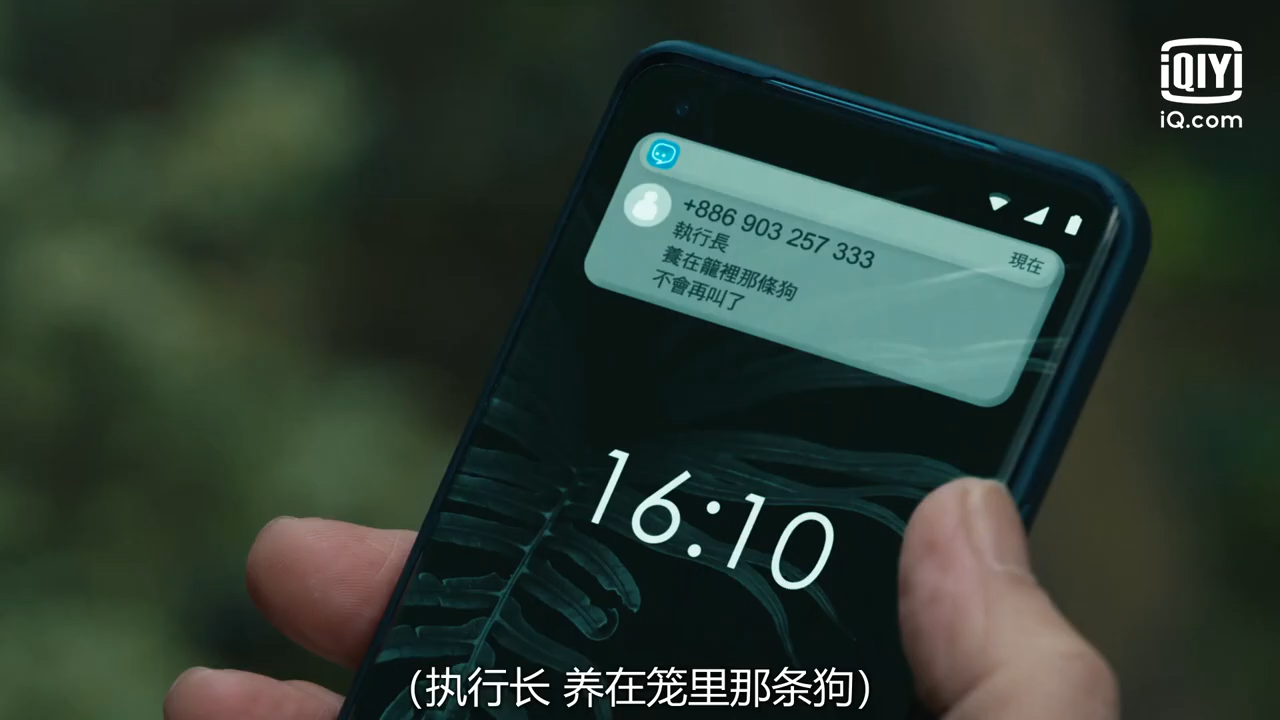 iQIYI
iQ.com
+886 903 257 333
現在
執行長
養在籠裡那條狗
不會再叫了
16:10
(执行长 养在笼里那条狗)